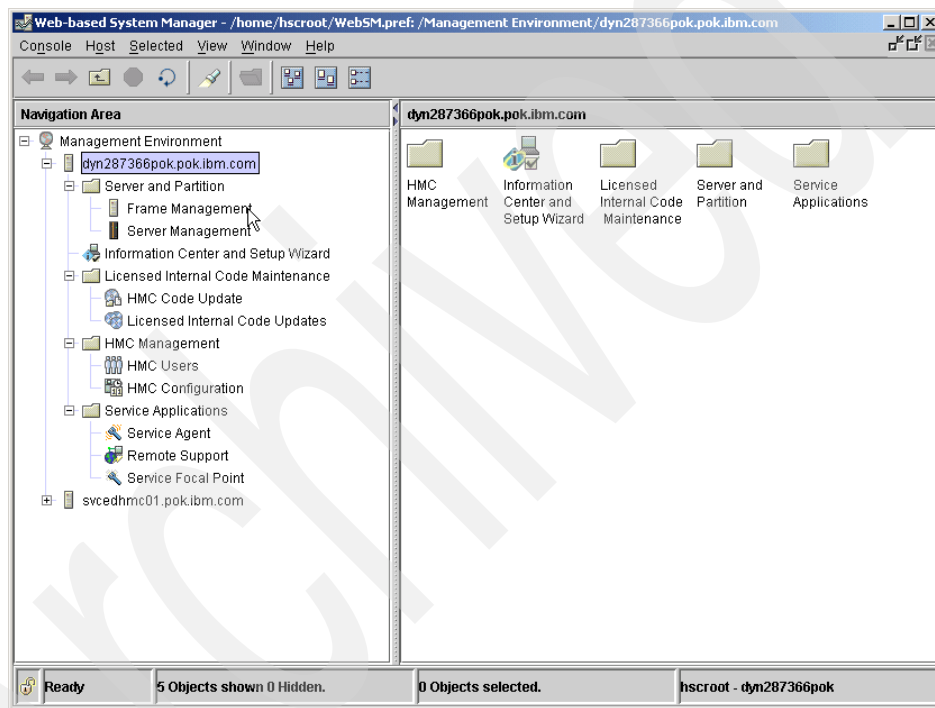 Web-based System Manager - /home/hscroot/WebSM.pref: /Management Environment/dyn287366pok.pok.ibm.com
Console Host Selected View Window Help
Navigation Area
dyn287366pok.pok.ibm.com
Management Environment
dyn287366pok.pok.ibm.com
Server and Partition
Frame Management
Server Management
Information Center and Setup Wizard
Licensed Internal Code Maintenance
HMC Code Update
Licensed Internal Code Updates
HMC Management
HMC Users
HMC Configuration
Service Applications
Service Agent
Remote Support
Service Focal Point
svcedhmc01.pok.ibm.com
HMC
Management
Information
Center and
Setup Wizard
Licensed
Internal Code
Maintenance
Server and
Partition
Service
Applications
Ready
5 Objects shown 0 Hidden.
0 Objects selected.
hscroot - dyn287366pok